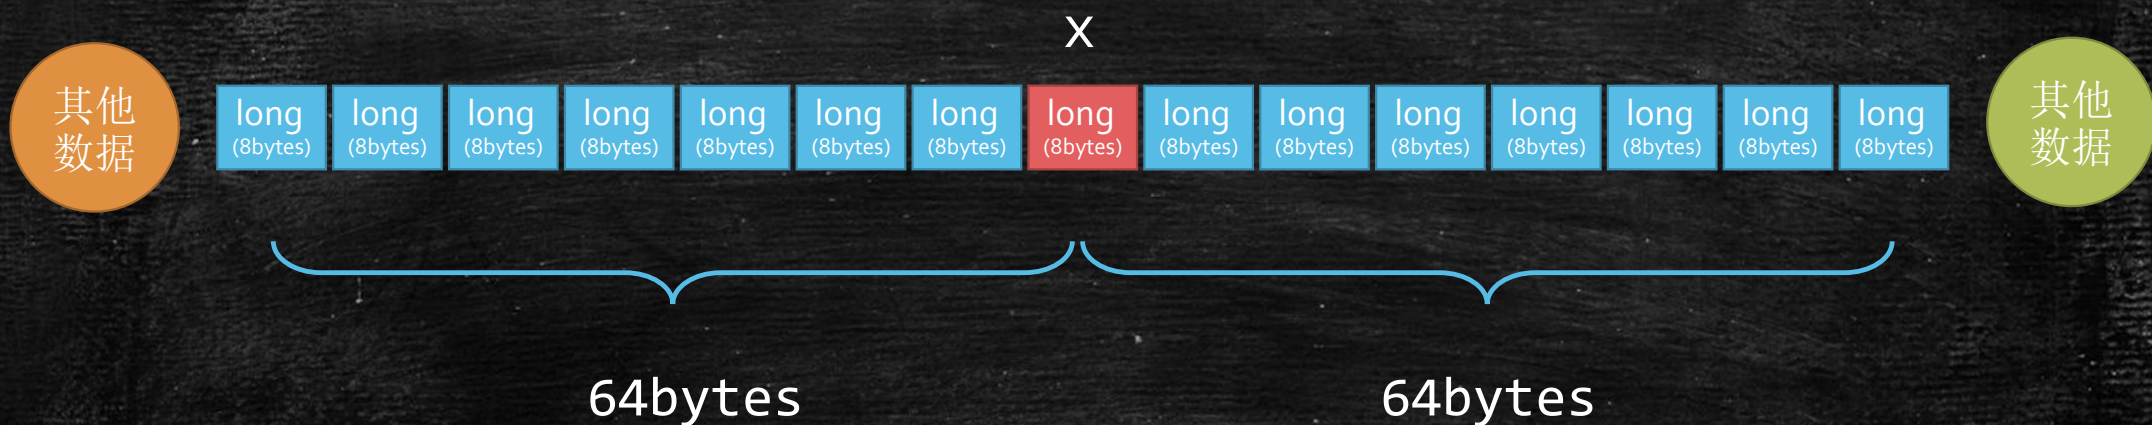 X
其他
数据
long long long long long long long long long long long long long long long
(8bytes) (8bytes) (8bytes) (8bytes) (8bytes) (8bytes) (8bytes) (8bytes) (8bytes) (8bytes) (8bytes) (8bytes) (8bytes) (8bytes) (8bytes)
其他
数据
64bytes 64bytes